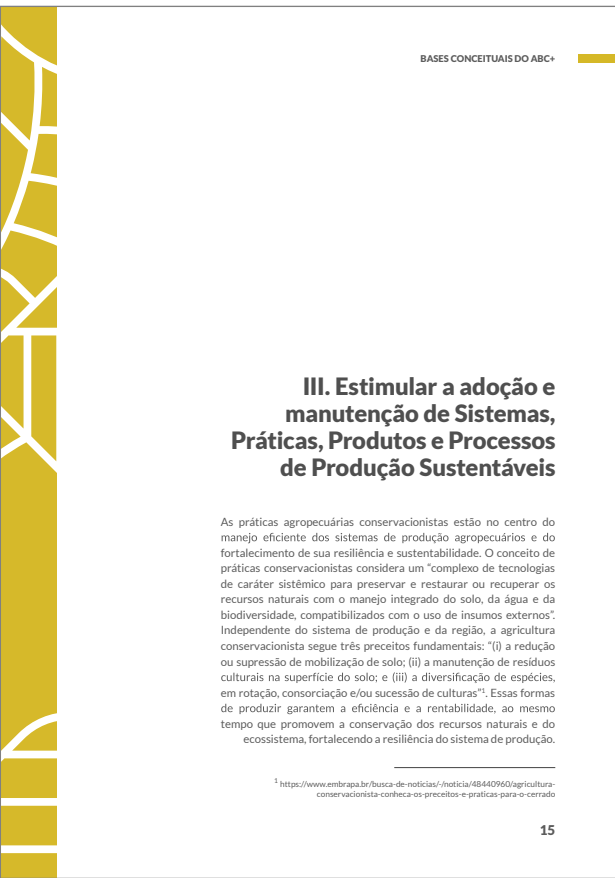 BASES CONCEITUAIS DO ABC+
III. Estimular a adoção e
manutenção de Sistemas,
Práticas, Produtos e Processos
de Produção Sustentáveis
As práticas agropecuárias conservacionistas estão no centro do
manejo eficiente dos sistemas de produção agropecuários e do
fortalecimento de sua resiliência e sustentabilidade. O conceito de
práticas conservacionistas considera um “complexo de tecnologias
de caráter sistêmico para preservar e restaurar ou recuperar os
recursos naturais com o manejo integrado do solo, da água e da
biodiversidade, compatibilizados com o uso de insumos externos”.
Independente do sistema de produção e da região, a agricultura
conservacionista segue três preceitos fundamentais: “(i) a redução
ou supressão de mobilização de solo; (ii) a manutenção de resíduos
culturais na superfície do solo; e (iii) a diversificação de espécies,
em rotação, consorciação e/ou sucessão de culturas”¹. Essas formas
de produzir garantem a eficiência e a rentabilidade, ao mesmo
tempo que promovem a conservação dos recursos naturais e do
ecossistema, fortalecendo a resiliência do sistema de produção.
¹ https://www.embrapa.br/busca-de-noticias/-/noticia/48440960/agricultura-
conservacionista-conheca-os-preceitos-e-praticas-para-o-cerrado
15